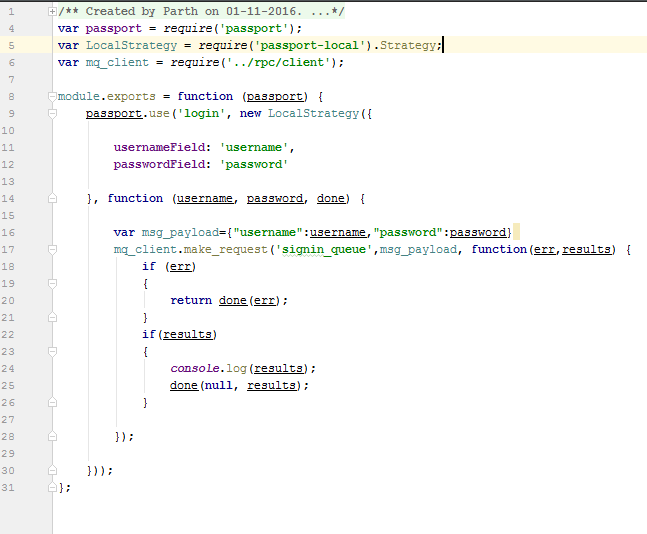 1 /** Created by Parth on 01-11-2016. ...*/
4 var passport = require('passport');
5 var LocalStrategy = require('passport-local').Strategy;
6 var mq_client = require('../rpc/client');
7
8 module.exports = function (passport) {
9 passport.use('login', new LocalStrategy({
10
11 usernameField: 'username',
12 passwordField: 'password'
13
14 }, function (username, password, done) {
15
16 var msg_payload={"username":username,"password":password}
17 mq_client.make_request('signin_queue',msg_payload, function(err,results) {
18 if (err)
19 {
20 return done(err);
21 }
22 if(results)
23 {
24 console.log(results);
25 done(null, results);
26 }
27
28 });
29
30 }));
31 };